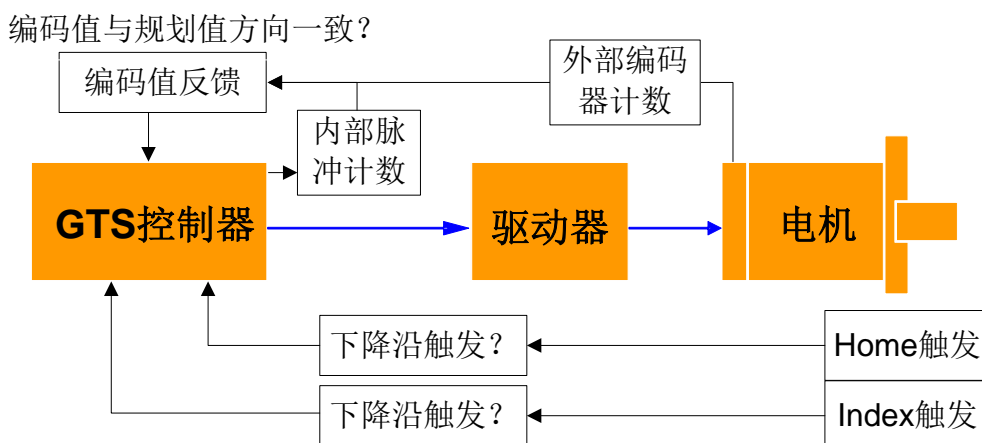 编码值与规划值方向一致？
编码值反馈
外部编码
器计数
内部脉
冲计数
GTS控制器
驱动器
电机
下降沿触发？
Home触发
下降沿触发？
Index触发